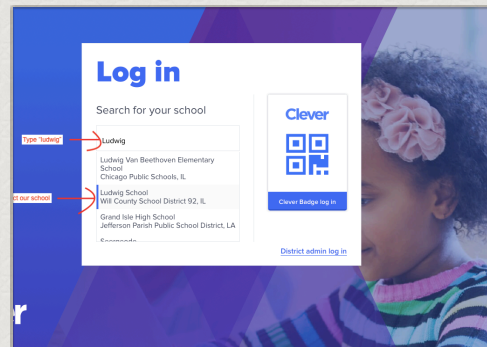 Log in
Search for your school
Type "ludwig"
Ludwig
Ludwig Van Beethoven Elementary
School
Chicago Public Schools, IL
ct our school
Ludwig School
Will County School District 92, IL
Grand Isle High School
Jefferson Parish Public School District, LA
Clever
Clever Badge log in
District admin log in
r